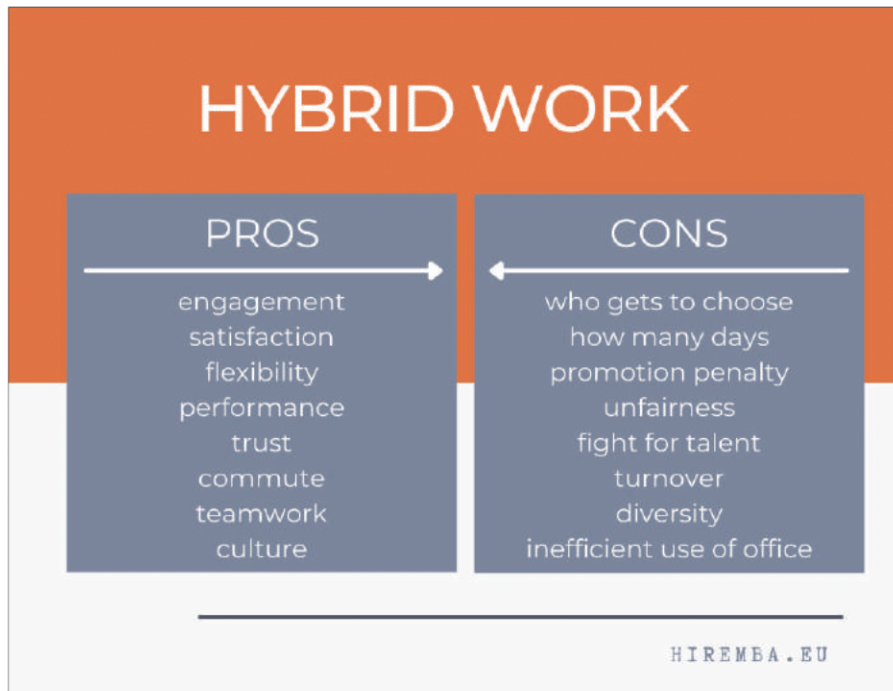 HYBRID WORK
PROS
engagement
satisfaction
flexibility
performance
trust
commute
teamwork
culture
CONS
who gets to choose
how many days
promotion penalty
unfairness
fight for talent
turnover
diversity
inefficient use of office
HIREMBA.EU